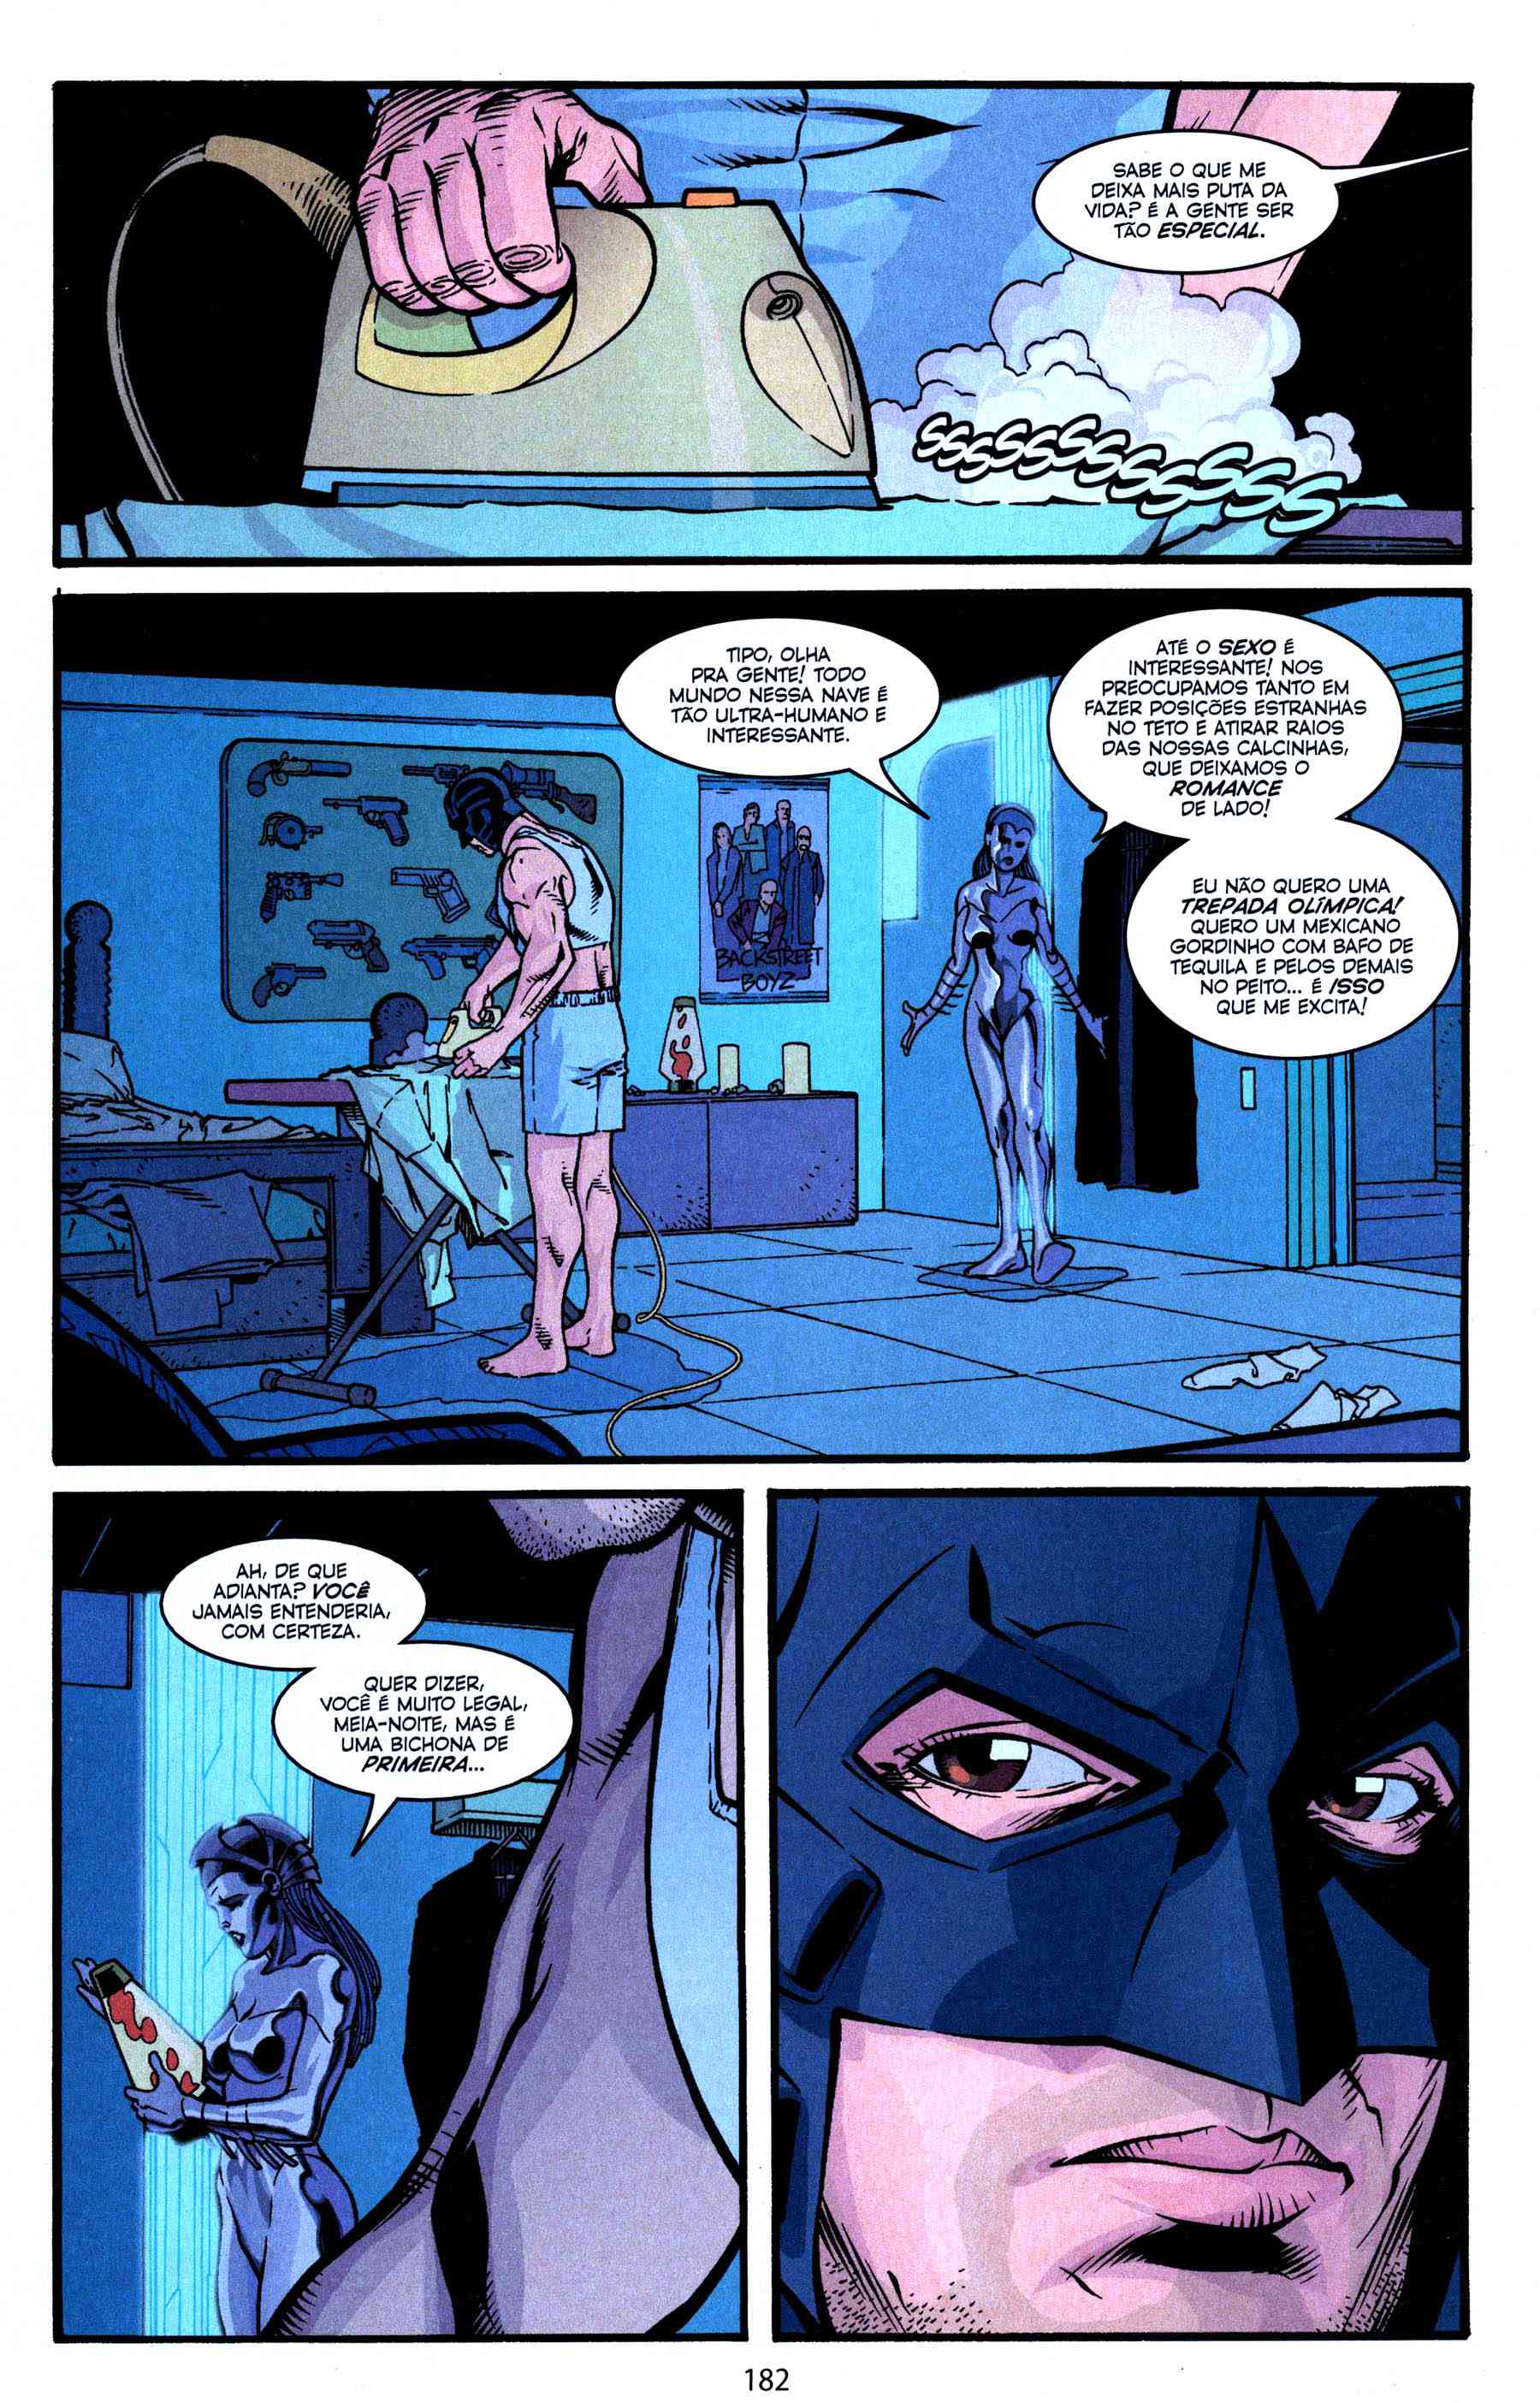 SABE O QUE ME
DEIXA MAIS PUTA DA
VIDA? É A GENTE SER
TÃO ESPECIAL.
SSSSSSSSSSSSS
TIPO, OLHA
PRA GENTE! TODO
MUNDO NESSA NAVE É
TÃO ULTRA-HUMANO E
INTERESSANTE.
ATÉ O SEXO É
INTERESSANTE! NOS
PREOCUPAMOS TANTO EM
FAZER POSIÇÕES ESTRANHAS
NO TETO E ATIRAR RAIOS
DAS NOSSAS CALCINHAS,
QUE DEIXAMOS O
ROMANCE
DE LADO!
EU NÃO QUERO UMA
TREPADA OLÍMPICA!
QUERO UM MEXICANO
GORDINHO COM BAFO DE
TEQUILA E PELOS DEMAIS
NO PEITO... É ISSO
QUE ME EXCITA!
BACKSTREET
BOYZ
AH, DE QUE
ADIANTA? VOCÊ
JAMAIS ENTENDERIA,
COM CERTEZA.
QUER DIZER,
VOCÊ É MUITO LEGAL,
MEIA-NOITE, MAS É
UMA BICHONA DE
PRIMEIRA...
182